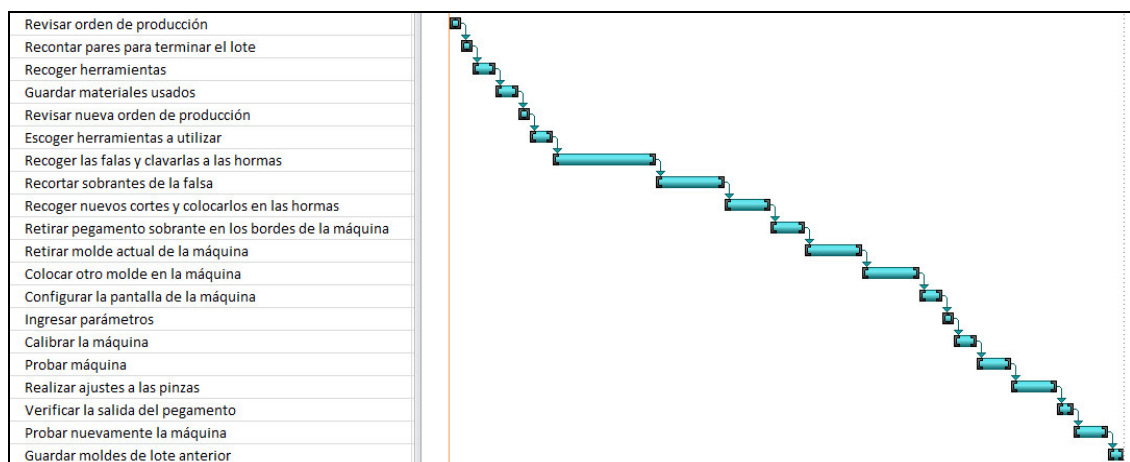 Revisar orden de producción
Recontar pares para terminar el lote
Recoger herramientas
Guardar materiales usados
Revisar nueva orden de producción
Escoger herramientas a utilizar
Recoger las falas y clavarlas a las hormas
Recortar sobrantes de la falsa
Recoger nuevos cortes y colocarlos en las hormas
Retirar pegamento sobrante en los bordes de la máquina
Retirar molde actual de la máquina
Colocar otro molde en la máquina
Configurar la pantalla de la máquina
Ingresar parámetros
Calibrar la máquina
Probar máquina
Realizar ajustes a las pinzas
Verificar la salida del pegamento
Probar nuevamente la máquina
Guardar moldes de lote anterior